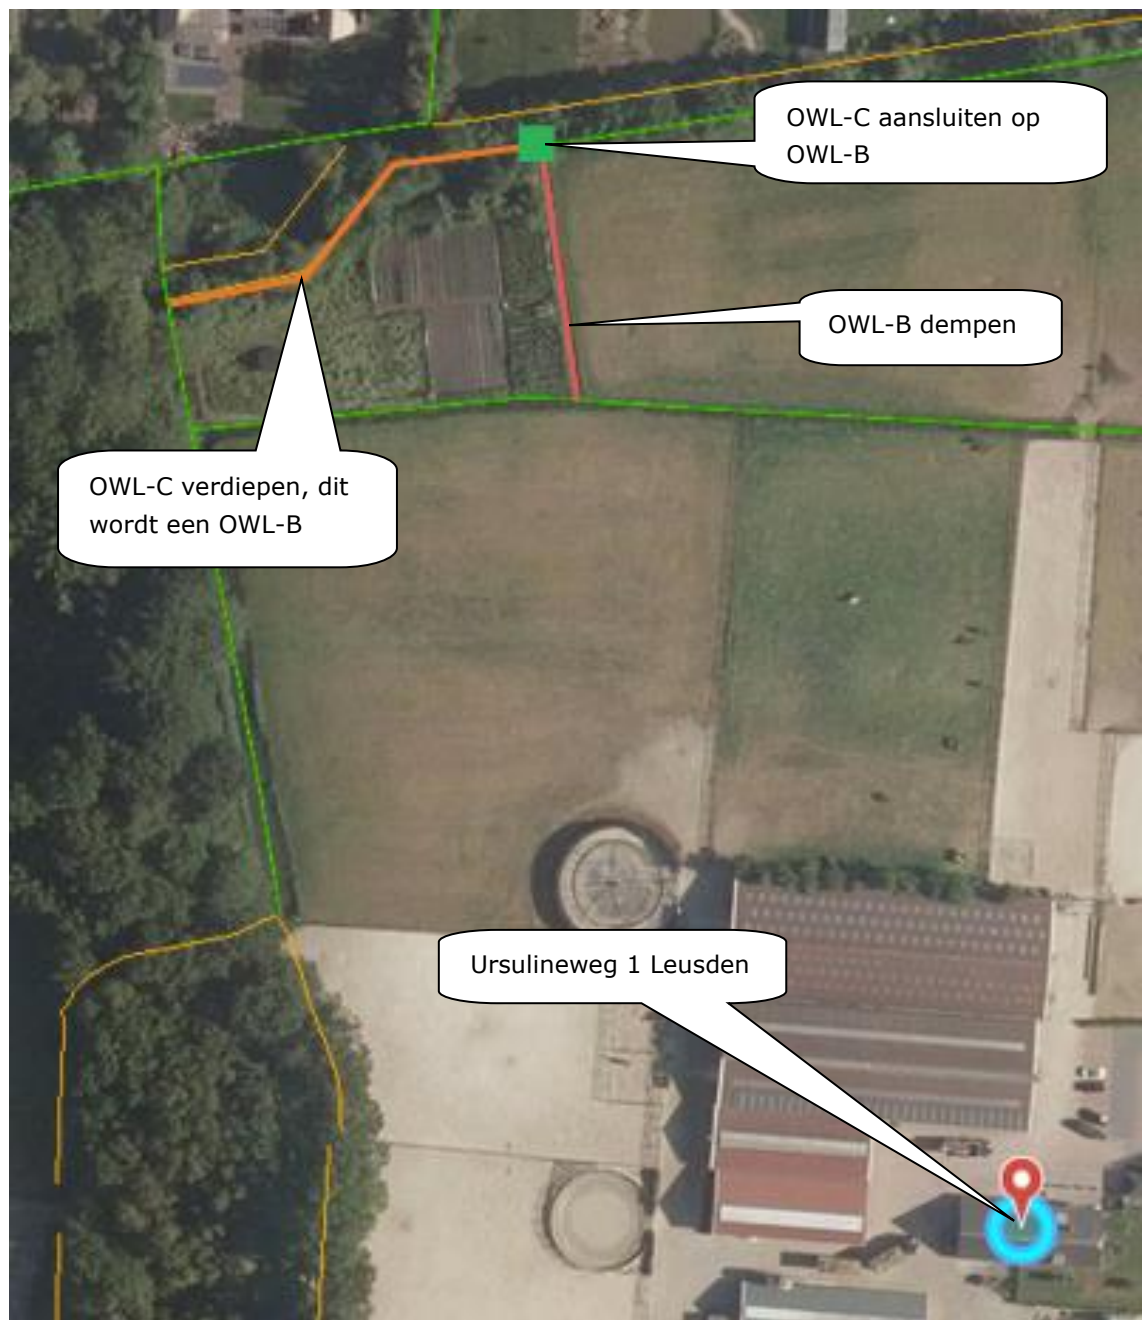 OWL-C aansluiten op
OWL-B
OWL-B dempen
OWL-C verdiepen, dit
wordt een OWL-B
Ursulineweg 1 Leusden